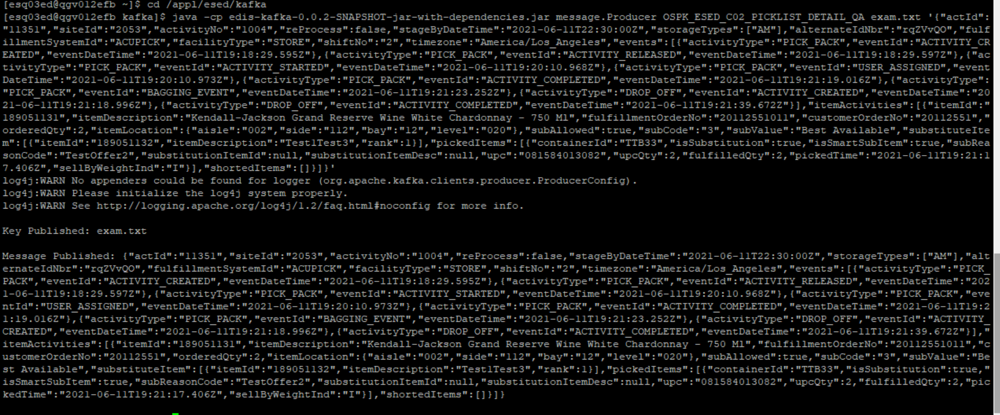 [esq03ed@qgv012efb ~]$ cd /appl/esed/kafka
[esq03ed@qgv012efb kafka]$ java -cp edis-kafka-0.0.2-SNAPSHOT-jar-with-dependencies.jar message.Producer OSPK_ESED_C02_PICKLIST_DETAIL_QA exam.txt '{"actId":
"11351","siteId":"2053","activityNo":"1004","reProcess":false,"stageByDateTime":"2021-06-11T22:30:00Z","storageTypes":["AM"],"alternateIdNbr":"rqZVvQO","fulf
illmentSystemId":"ACUPICK","facilityType":"STORE","shiftNo":"2","timezone":"America/Los_Angeles","events":[{"activityType":"PICK_PACK","eventId":"ACTIVITY_CR
EATED","eventDateTime":"2021-06-11T19:18:29.595Z"},{"activityType":"PICK_PACK","eventId":"ACTIVITY_RELEASED","eventDateTime":"2021-06-11T19:18:29.597Z"},{"ac
tivityType":"PICK_PACK","eventId":"ACTIVITY_STARTED","eventDateTime":"2021-06-11T19:20:10.968Z"},{"activityType":"PICK_PACK","eventId":"USER_ASSIGNED","event
DateTime":"2021-06-11T19:20:10.973Z"},{"activityType":"PICK_PACK","eventId":"ACTIVITY_COMPLETED","eventDateTime":"2021-06-11T19:21:19.016Z"},{"activityType":
"PICK_PACK","eventId":"BAGGING_EVENT","eventDateTime":"2021-06-11T19:21:23.252Z"},{"activityType":"DROP_OFF","eventId":"ACTIVITY_CREATED","eventDateTime":"20
21-06-11T19:21:18.996Z"},{"activityType":"DROP_OFF","eventId":"ACTIVITY_COMPLETED","eventDateTime":"2021-06-11T19:21:39.672Z"}],"itemActivities":[{"itemId":"
189051131","itemDescription":"Kendall-Jackson Grand Reserve Wine White Chardonnay - 750 Ml","fulfillmentOrderNo":"20112551011","customerOrderNo":"20112551","
orderedQty":2,"itemLocation":{"aisle":"002","side":"112","bay":"12","level":"020"},"subAllowed":true,"subCode":"3","subValue":"Best Available","substituteIte
m":[{"itemId":"189051132","itemDescription":"Test1Test3","rank":1}],"pickedItems":[{"containerId":"TTB33","isSubstitution":true,"isSmartSubItem":true,"subRea
sonCode":"TestOffer2","substitutionItemId":null,"substitutionItemDesc":null,"upc":"081584013082","upcQty":2,"fulfilledQty":2,"pickedTime":"2021-06-11T19:21:1
7.406Z","sellByWeightInd":"I"}],"shortedItems":[]}]}'
log4j:WARN No appenders could be found for logger (org.apache.kafka.clients.producer.ProducerConfig).
log4j:WARN Please initialize the log4j system properly.
log4j:WARN See http://logging.apache.org/log4j/1.2/faq.html#noconfig for more info.
Key Published: exam.txt
Message Published: {"actId":"11351","siteId":"2053","activityNo":"1004","reProcess":false,"stageByDateTime":"2021-06-11T22:30:00Z","storageTypes":["AM"],"alt
ernateIdNbr":"rqZVvQO","fulfillmentSystemId":"ACUPICK","facilityType":"STORE","shiftNo":"2","timezone":"America/Los_Angeles","events":[{"activityType":"PICK_
PACK","eventId":"ACTIVITY_CREATED","eventDateTime":"2021-06-11T19:18:29.595Z"},{"activityType":"PICK_PACK","eventId":"ACTIVITY_RELEASED","eventDateTime":"202
1-06-11T19:18:29.597Z"},{"activityType":"PICK_PACK","eventId":"ACTIVITY_STARTED","eventDateTime":"2021-06-11T19:20:10.968Z"},{"activityType":"PICK_PACK","eve
ntId":"USER_ASSIGNED","eventDateTime":"2021-06-11T19:20:10.973Z"},{"activityType":"PICK_PACK","eventId":"ACTIVITY_COMPLETED","eventDateTime":"2021-06-11T19:2
1:19.016Z"},{"activityType":"PICK_PACK","eventId":"BAGGING_EVENT","eventDateTime":"2021-06-11T19:21:23.252Z"},{"activityType":"DROP_OFF","eventId":"ACTIVITY_
CREATED","eventDateTime":"2021-06-11T19:21:18.996Z"},{"activityType":"DROP_OFF","eventId":"ACTIVITY_COMPLETED","eventDateTime":"2021-06-11T19:21:39.672Z"}],"
itemActivities":[{"itemId":"189051131","itemDescription":"Kendall-Jackson Grand Reserve Wine White Chardonnay - 750 Ml","fulfillmentOrderNo":"20112551011","c
ustomerOrderNo":"20112551","orderedQty":2,"itemLocation":{"aisle":"002","side":"112","bay":"12","level":"020"},"subAllowed":true,"subCode":"3","subValue":"Be
st Available","substituteItem":[{"itemId":"189051132","itemDescription":"Test1Test3","rank":1}],"pickedItems":[{"containerId":"TTB33","isSubstitution":true,"
isSmartSubItem":true,"subReasonCode":"TestOffer2","substitutionItemId":null,"substitutionItemDesc":null,"upc":"081584013082","upcQty":2,"fulfilledQty":2,"pic
kedTime":"2021-06-11T19:21:17.406Z","sellByWeightInd":"I"}],"shortedItems":[]}]}